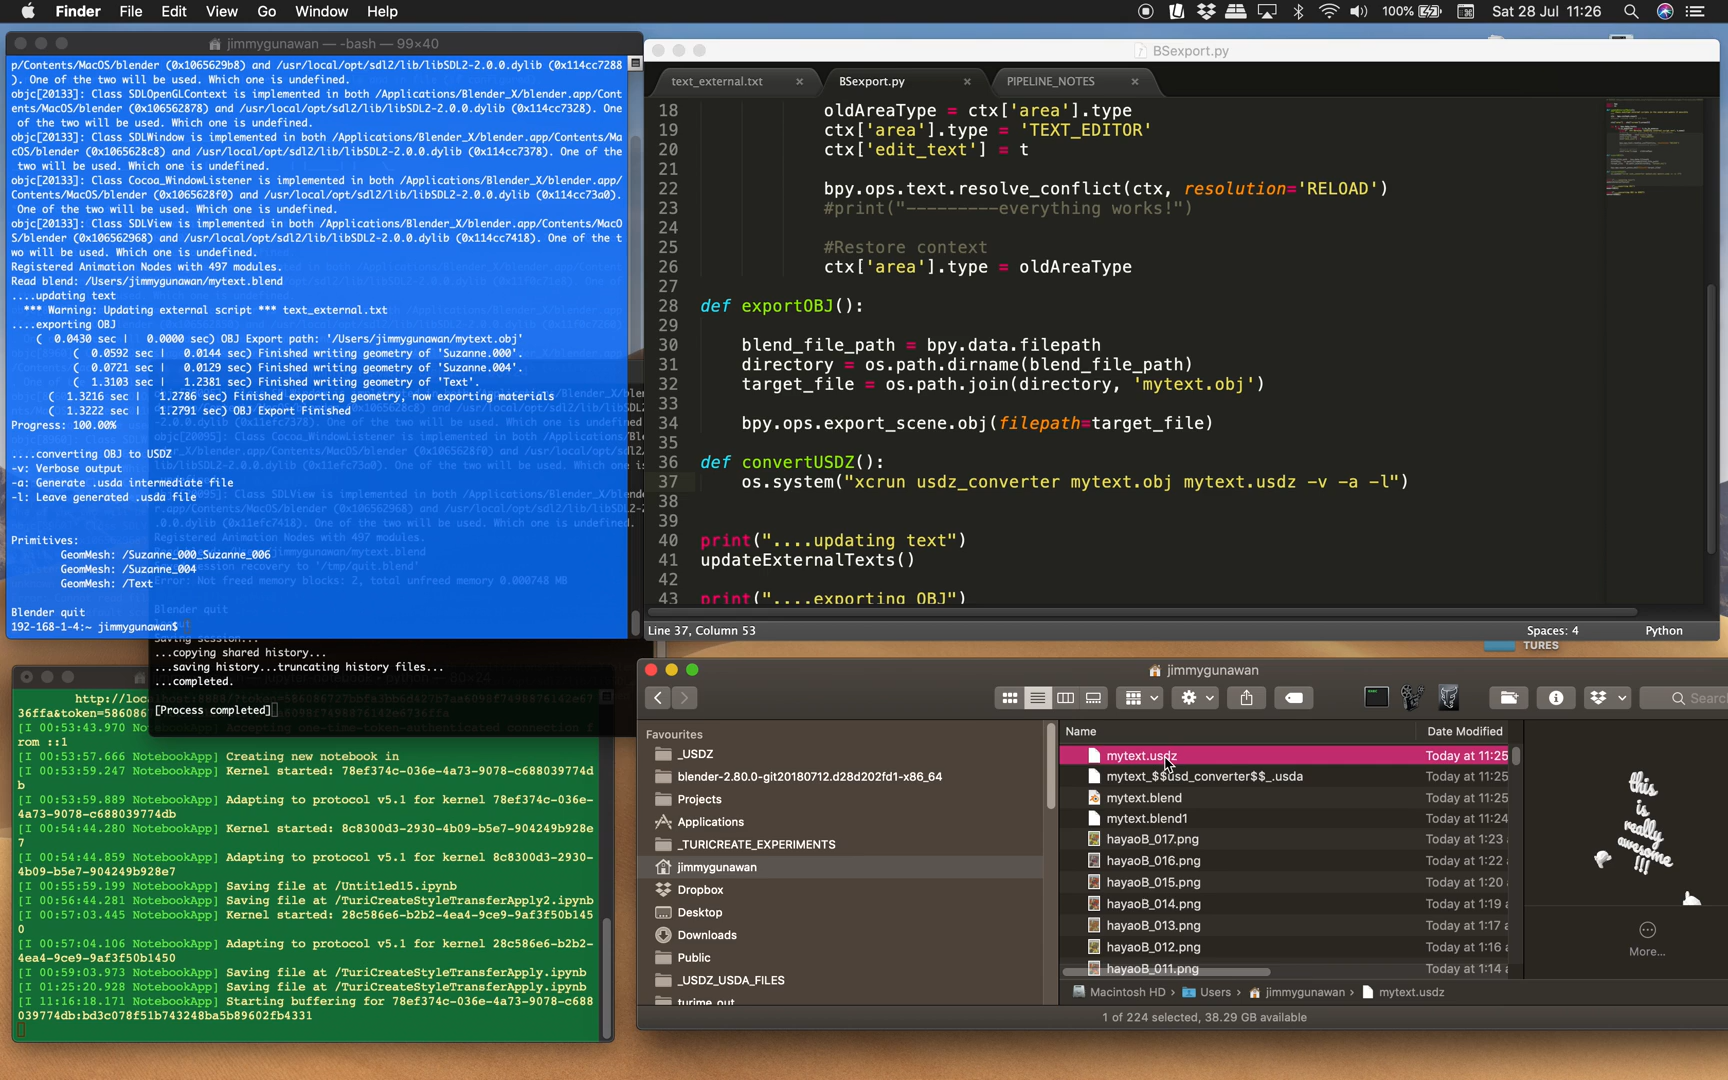 Finder File Edit View Go Window Help
100% Sat 28 Jul 11:26
jimmygunawan — -bash — 99×40
p/Contents/MacOS/blender (0x1065629b8) and /usr/local/opt/sdl2/lib/libSDL2-2.0.0.dylib (0x114cc7288
). One of the two will be used. Which one is undefined.
objc[20133]: Class SDLOpenGLContext is implemented in both /Applications/Blender_X/blender.app/Cont
ents/MacOS/blender (0x106562878) and /usr/local/opt/sdl2/lib/libSDL2-2.0.0.dylib (0x114cc7328). One
of the two will be used. Which one is undefined.
objc[20133]: Class SDLWindow is implemented in both /Applications/Blender_X/blender.app/Contents/Ma
cOS/blender (0x1065628c8) and /usr/local/opt/sdl2/lib/libSDL2-2.0.0.dylib (0x114cc7378). One of the
two will be used. Which one is undefined.
objc[20133]: Class Cocoa_WindowListener is implemented in both /Applications/Blender_X/blender.app/
Contents/MacOS/blender (0x1065628f0) and /usr/local/opt/sdl2/lib/libSDL2-2.0.0.dylib (0x114cc73a0).
One of the two will be used. Which one is undefined.
objc[20133]: Class SDLView is implemented in both /Applications/Blender_X/blender.app/Contents/MacO
S/blender (0x106562968) and /usr/local/opt/sdl2/lib/libSDL2-2.0.0.dylib (0x114cc7418). One of the t
wo will be used. Which one is undefined.
Registered Animation Nodes with 497 modules.
Read blend: /Users/jimmygunawan/mytext.blend
....updating text
*** Warning: Updating external script *** text_external.txt
....exporting OBJ
( 0.0430 sec | 0.0000 sec) OBJ Export path: '/Users/jimmygunawan/mytext.obj'
( 0.0592 sec | 0.0144 sec) Finished writing geometry of 'Suzanne.000'.
( 0.0721 sec | 0.0129 sec) Finished writing geometry of 'Suzanne.004'.
( 1.3103 sec | 1.2381 sec) Finished writing geometry of 'Text'.
( 1.3216 sec | 1.2786 sec) Finished exporting geometry, now exporting materials
( 1.3222 sec | 1.2791 sec) OBJ Export Finished
Progress: 100.00%
....converting OBJ to USDZ
-v: Verbose output
-a: Generate .usda intermediate file
-l: Leave generated .usda file
Primitives:
GeomMesh: /Suzanne_000_Suzanne_006
GeomMesh: /Suzanne_004
GeomMesh: /Text
Blender quit
192-168-1-4:~ jimmygunawan$
Blender quit
Saving session...
...copying shared history...
...saving history...truncating history files...
...completed.
[Process completed]
BSexport.py
text_external.txt × BSexport.py × PIPELINE_NOTES ×
18 oldAreaType = ctx['area'].type
19 ctx['area'].type = 'TEXT_EDITOR'
20 ctx['edit_text'] = t
21
22 bpy.ops.text.resolve_conflict(ctx, resolution='RELOAD')
23 #print("---------everything works!")
24
25 #Restore context
26 ctx['area'].type = oldAreaType
27
28 def exportOBJ():
29
30 blend_file_path = bpy.data.filepath
31 directory = os.path.dirname(blend_file_path)
32 target_file = os.path.join(directory, 'mytext.obj')
33
34 bpy.ops.export_scene.obj(filepath=target_file)
35
36 def convertUSDZ():
37 os.system("xcrun usdz_converter mytext.obj mytext.usdz -v -a -l")
38
39
40 print("....updating text")
41 updateExternalTexts()
42
43 print("....exporting OBJ")
Line 37, Column 53 Spaces: 4 Python
TURES
[I 00:53:43.970
rom ::1
[I 00:53:57.666 NotebookApp] Creating new notebook in
[I 00:53:59.247 NotebookApp] Kernel started: 78ef374c-036e-4a73-9078-c688039774d
b
[I 00:53:59.889 NotebookApp] Adapting to protocol v5.1 for kernel 78ef374c-036e-
4a73-9078-c688039774db
[I 00:54:44.280 NotebookApp] Kernel started: 8c8300d3-2930-4b09-b5e7-904249b928e
7
[I 00:54:44.859 NotebookApp] Adapting to protocol v5.1 for kernel 8c8300d3-2930-
4b09-b5e7-904249b928e7
[I 00:55:59.199 NotebookApp] Saving file at /Untitled15.ipynb
[I 00:56:44.281 NotebookApp] Saving file at /TuriCreateStyleTransferApply2.ipynb
[I 00:57:03.445 NotebookApp] Kernel started: 28c586e6-b2b2-4ea4-9ce9-af3f50b145
0
[I 00:57:04.106 NotebookApp] Adapting to protocol v5.1 for kernel 28c586e6-b2b2-
4ea4-9ce9-af3f50b1450
[I 00:59:03.973 NotebookApp] Saving file at /TuriCreateStyleTransferApply.ipynb
[I 01:25:20.928 NotebookApp] Saving file at /TuriCreateStyleTransferApply.ipynb
[I 11:16:18.171 NotebookApp] Starting buffering for 78ef374c-036e-4a73-9078-c688
039774db:bd3c078f51b743248ba5b89602fb4331
jimmygunawan
Search
Favourites
_USDZ
blender-2.80.0-git20180712.d28d202fd1-x86_64
Projects
Applications
_TURICREATE_EXPERIMENTS
jimmygunawan
Dropbox
Desktop
Downloads
Public
_USDZ_USDA_FILES
turime_out
Name Date Modified
mytext.usdz Today at 11:25
mytext_$$usd_converter$$_.usda Today at 11:25
mytext.blend Today at 11:25
mytext.blend1 Today at 11:24
hayaoB_017.png Today at 1:23
hayaoB_016.png Today at 1:22
hayaoB_015.png Today at 1:20
hayaoB_014.png Today at 1:19
hayaoB_013.png Today at 1:17
hayaoB_012.png Today at 1:16
hayaoB_011.png Today at 1:14
this
is
really
awesome
!!!
More...
Macintosh HD › Users › jimmygunawan › mytext.usdz
1 of 224 selected, 38.29 GB available